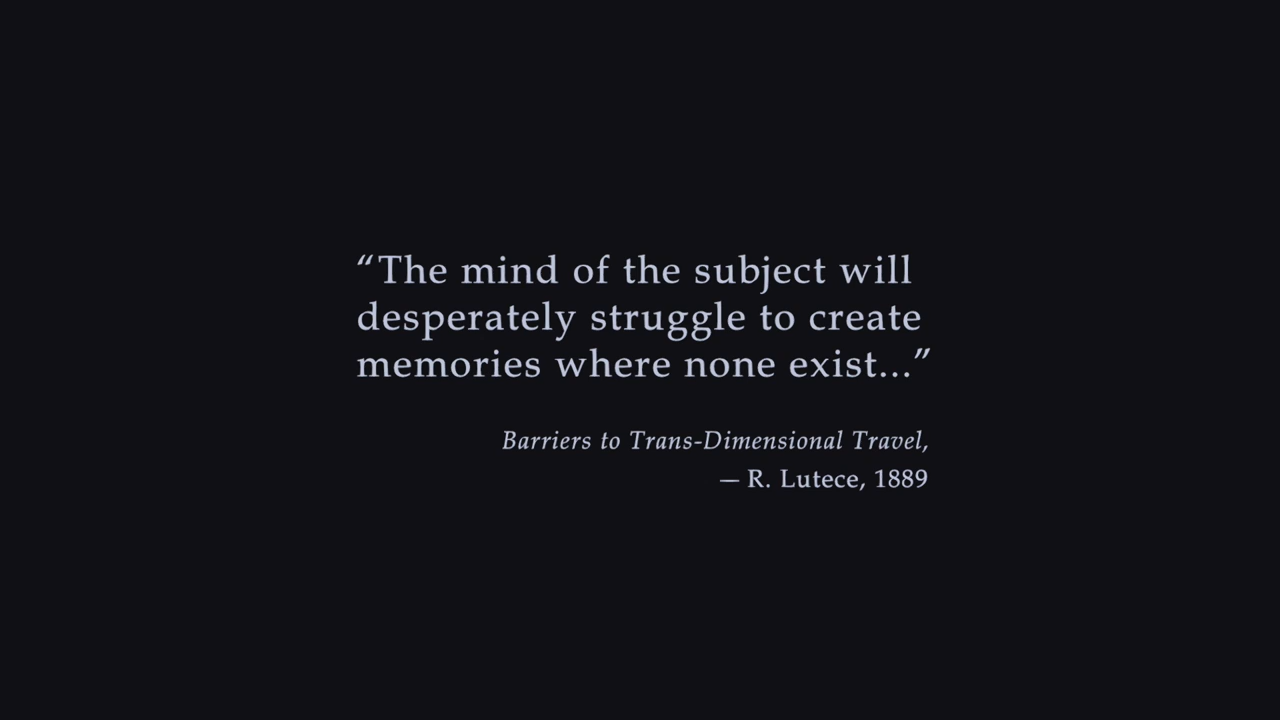 “The mind of the subject will
desperately struggle to create
memories where none exist...”
Barriers to Trans-Dimensional Travel,
— R. Lutece, 1889